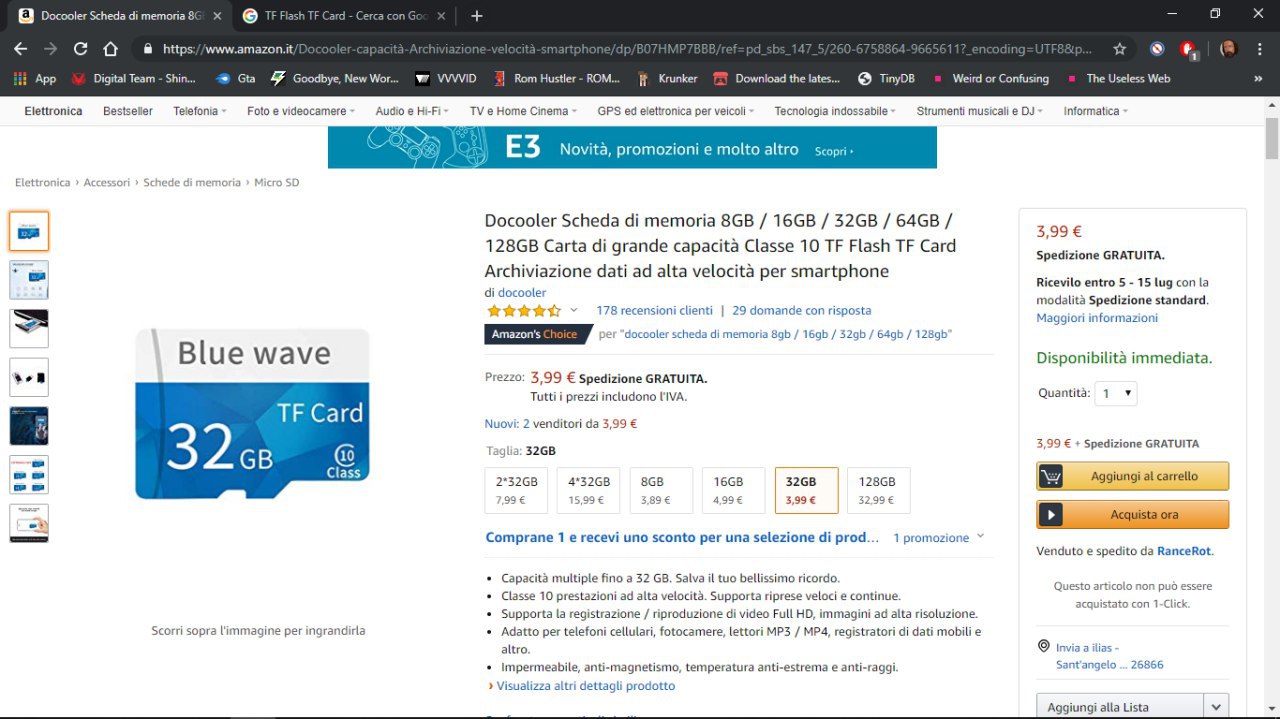 Docooler Scheda di memoria 8G
TF Flash TF Card - Cerca con Goo
https://www.amazon.it/Docooler-capacità-Archiviazione-velocità-smartphone/dp/B07HMP7BBB/ref=pd_sbs_147_5/260-6758864-9665611?_encoding=UTF8&p...
1
App Digital Team - Shin... Gta Goodbye, New Wor... VVVVID Rom Hustler - ROM... Krunker Download the lates... TinyDB Weird or Confusing The Useless Web »
Elettronica Bestseller Telefonia Foto e videocamere Audio e Hi-Fi TV e Home Cinema GPS ed elettronica per veicoli Tecnologia indossabile Strumenti musicali e DJ Informatica
E3 Novità, promozioni e molto altro Scopri ›
Elettronica › Accessori › Schede di memoria › Micro SD
Blue wave
TF Card
32 GB
10
Class
Scorri sopra l'immagine per ingrandirla
Docooler Scheda di memoria 8GB / 16GB / 32GB / 64GB /
128GB Carta di grande capacità Classe 10 TF Flash TF Card
Archiviazione dati ad alta velocità per smartphone
di docooler
178 recensioni clienti | 29 domande con risposta
Amazon's Choice per "docooler scheda di memoria 8gb / 16gb / 32gb / 64gb / 128gb"
Prezzo: 3,99 € Spedizione GRATUITA.
Tutti i prezzi includono l'IVA.
Nuovi: 2 venditori da 3,99 €
Taglia: 32GB
2*32GB 4*32GB 8GB 16GB 32GB 128GB
7,99 € 15,99 € 3,89 € 4,99 € 3,99 € 32,99 €
Comprane 1 e recevi uno sconto per una selezione di prod... 1 promozione
• Capacità multiple fino a 32 GB. Salva il tuo bellissimo ricordo.
• Classe 10 prestazioni ad alta velocità. Supporta riprese veloci e continue.
• Supporta la registrazione / riproduzione di video Full HD, immagini ad alta risoluzione.
• Adatto per telefoni cellulari, fotocamere, lettori MP3 / MP4, registratori di dati mobili e
altro.
• Impermeabile, anti-magnetismo, temperatura anti-estrema e anti-raggi.
› Visualizza altri dettagli prodotto
3,99 €
Spedizione GRATUITA.
Ricevilo entro 5 - 15 lug con la
modalità Spedizione standard.
Maggiori informazioni
Disponibilità immediata.
Quantità: 1
3,99 € + Spedizione GRATUITA
Aggiungi al carrello
Acquista ora
Venduto e spedito da RanceRot.
Questo articolo non può essere
acquistato con 1-Click.
Invia a ilias -
Sant'angelo ... 26866
Aggiungi alla Lista